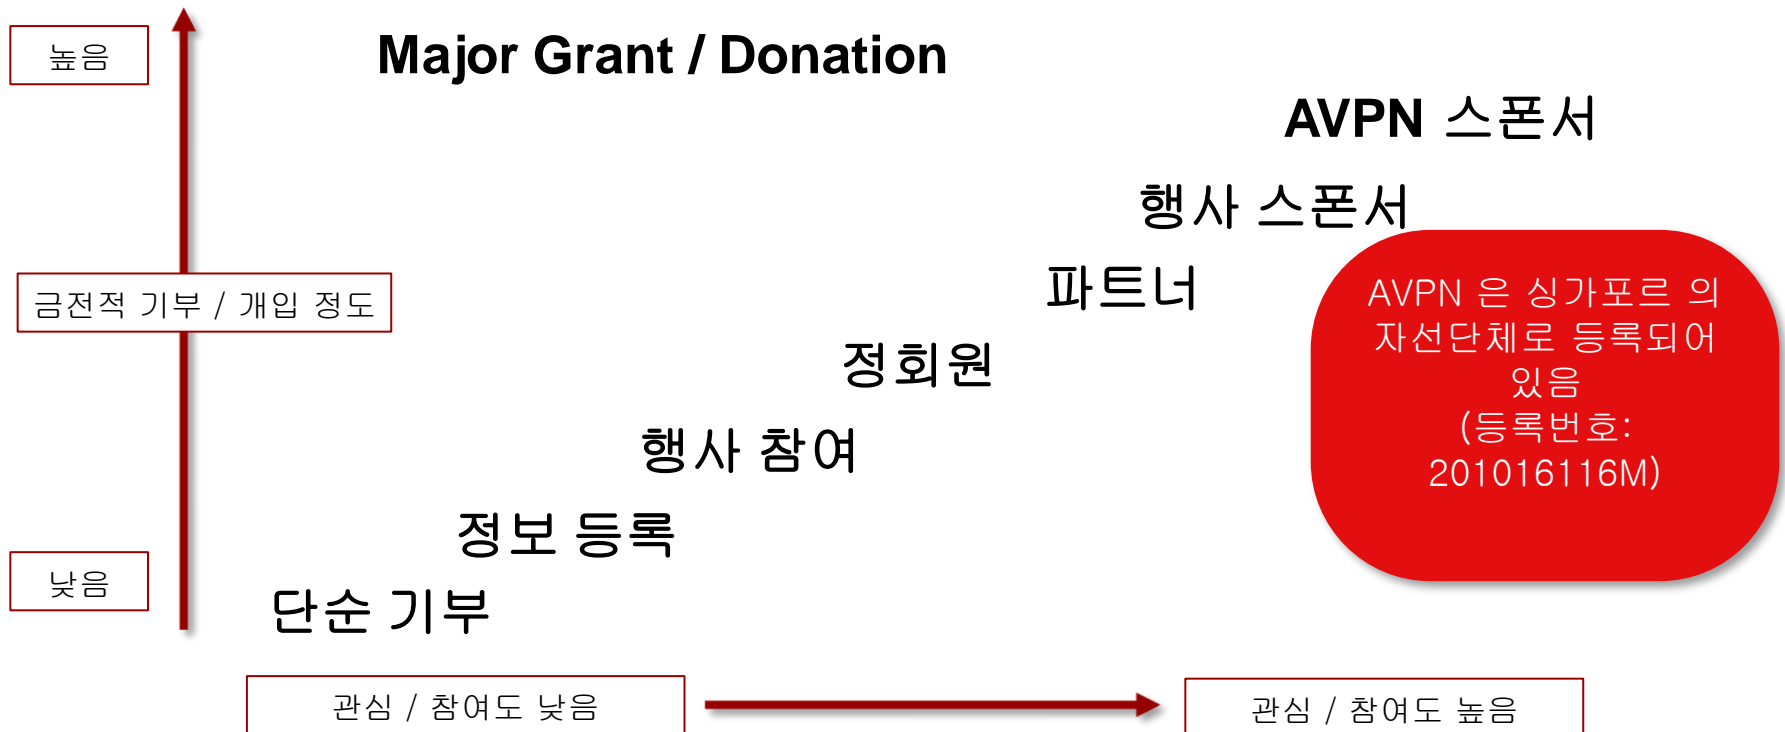 높음
Major Grant / Donation
AVPN 스폰서
행사 스폰서
파트너
금전적 기부 / 개입 정도
AVPN 은 싱가포르 의
자선단체로 등록되어
있음
(등록번호:
201016116M)
정회원
행사 참여
정보 등록
낮음
단순 기부
관심 / 참여도 낮음
관심 / 참여도 높음